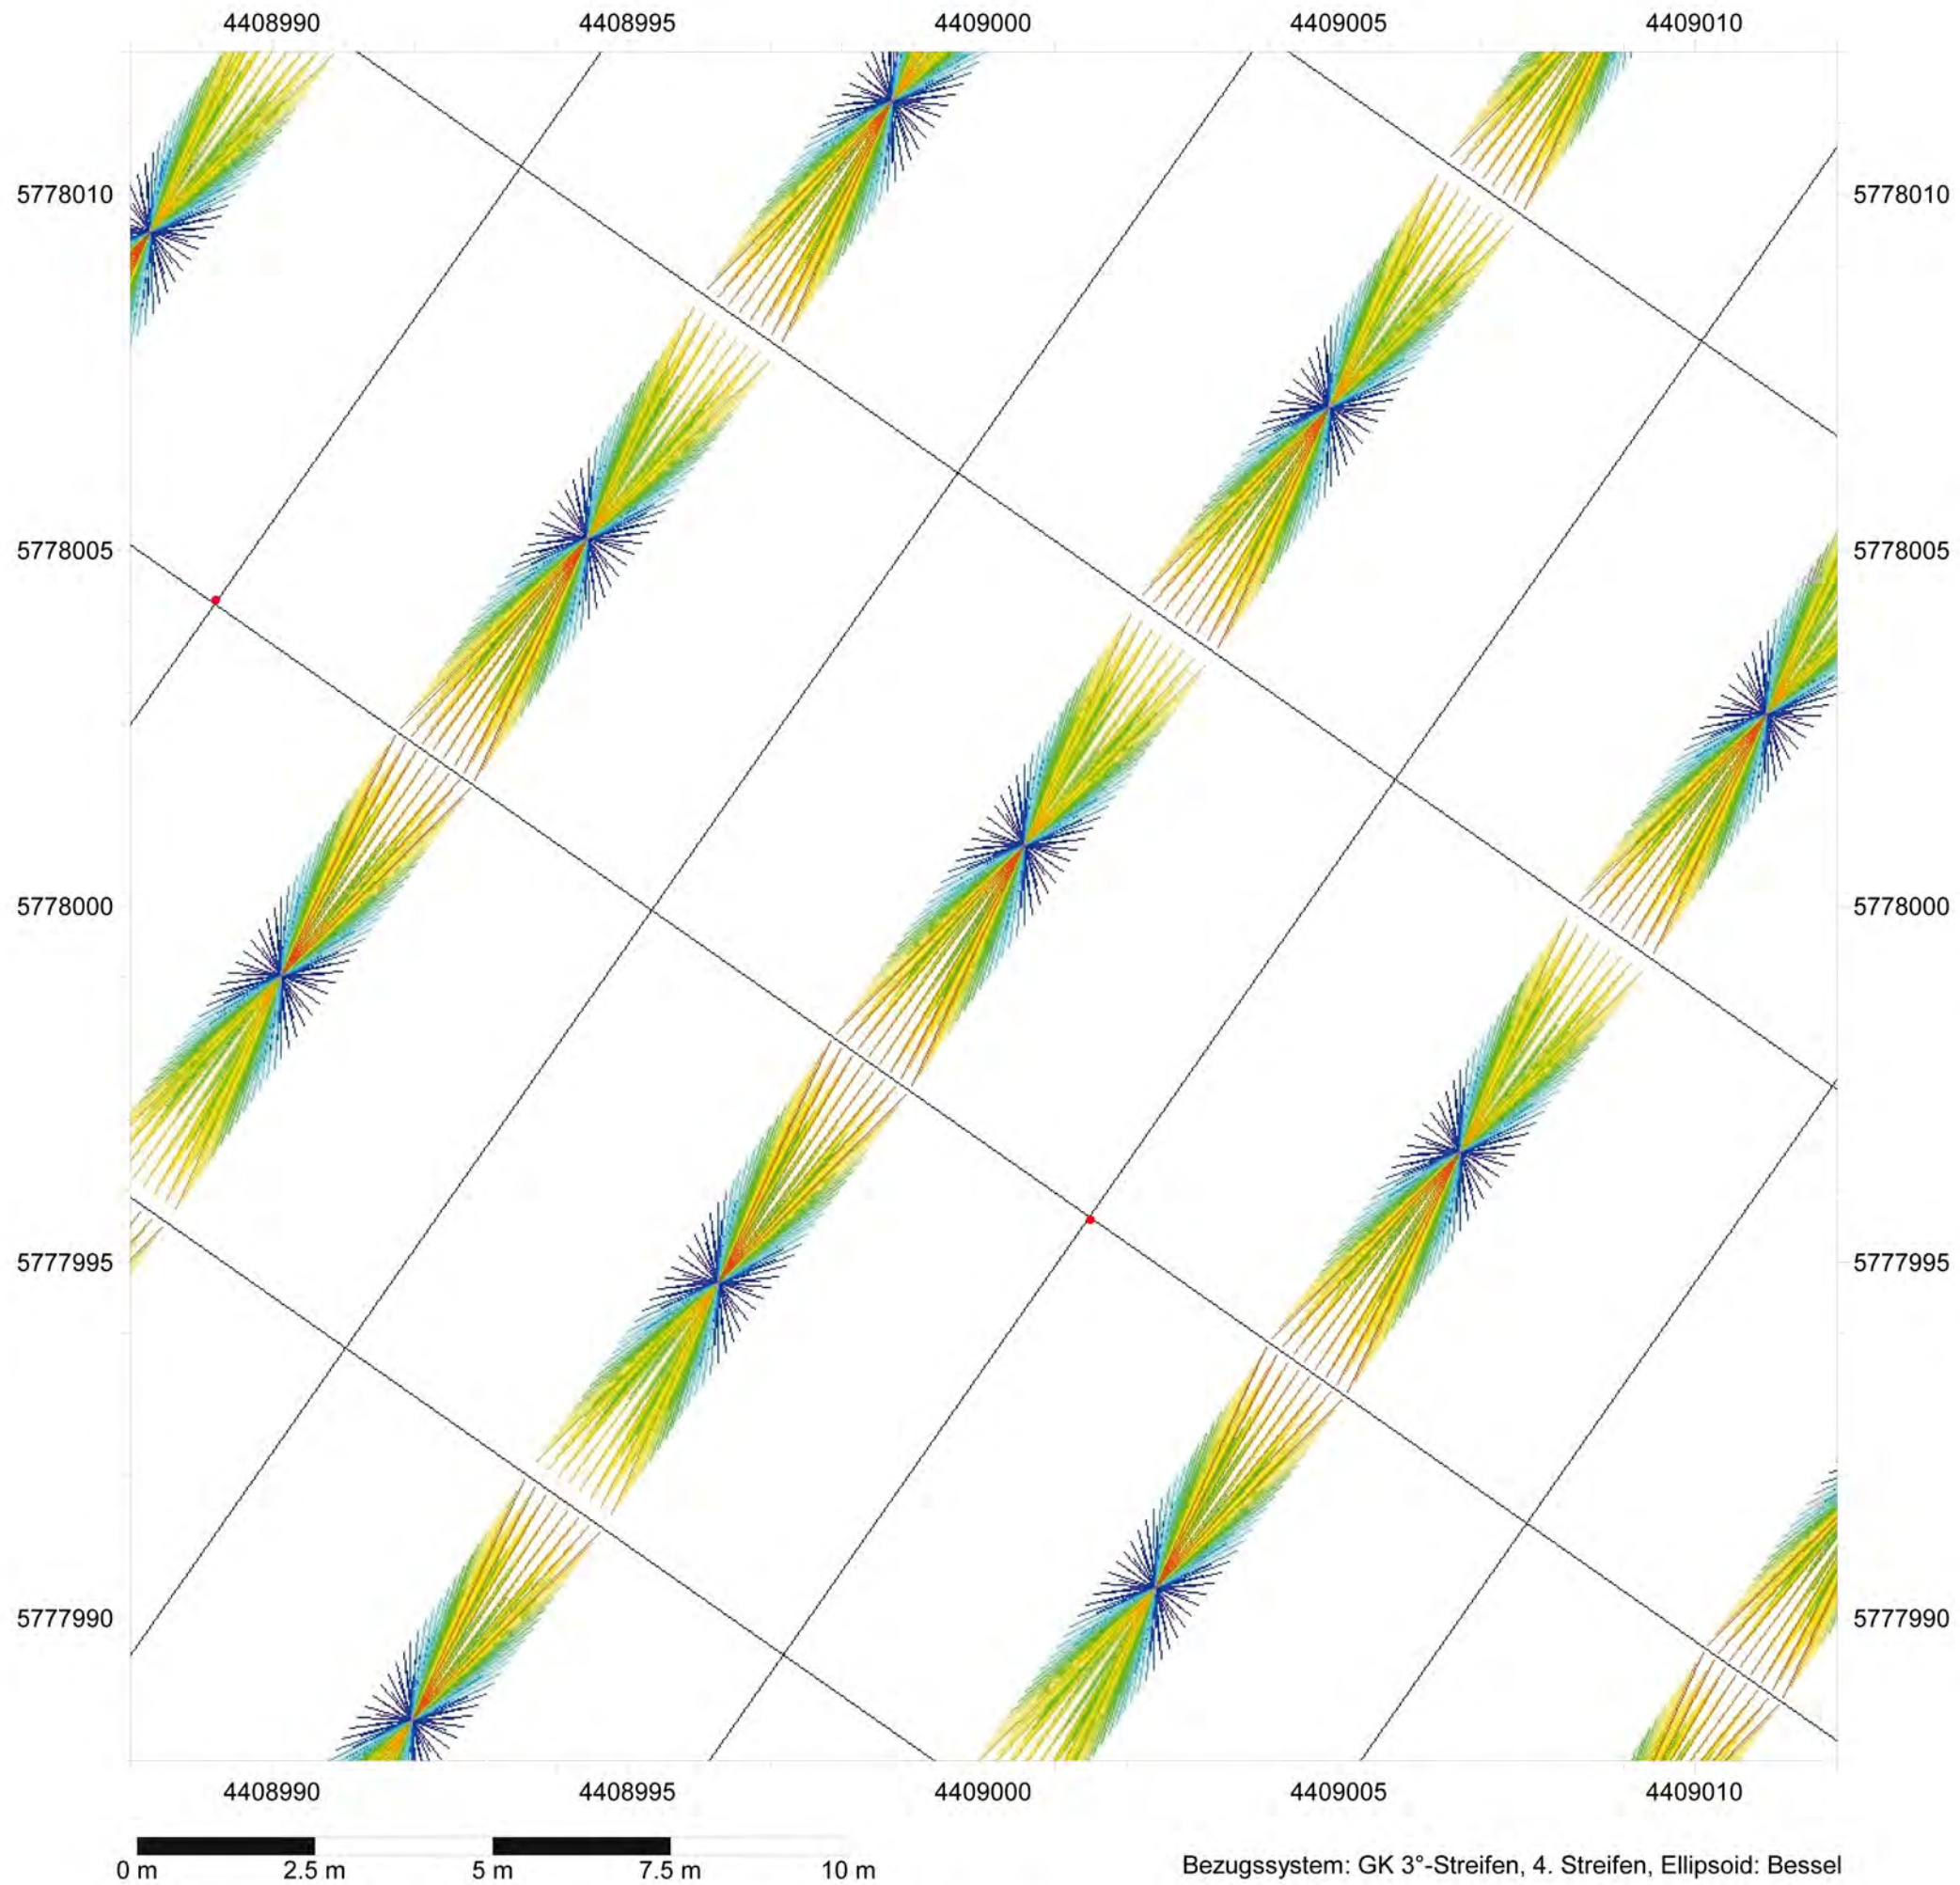 4408990 4408995 4409000 4409005 4409010
5778010 5778010
5778005 5778005
5778000 5778000
5777995 5777995
5777990 5777990
4408990 4408995 4409000 4409005 4409010
0 m 2.5 m 5 m 7.5 m 10 m
Bezugssystem: GK 3°-Streifen, 4. Streifen, Ellipsoid: Bessel